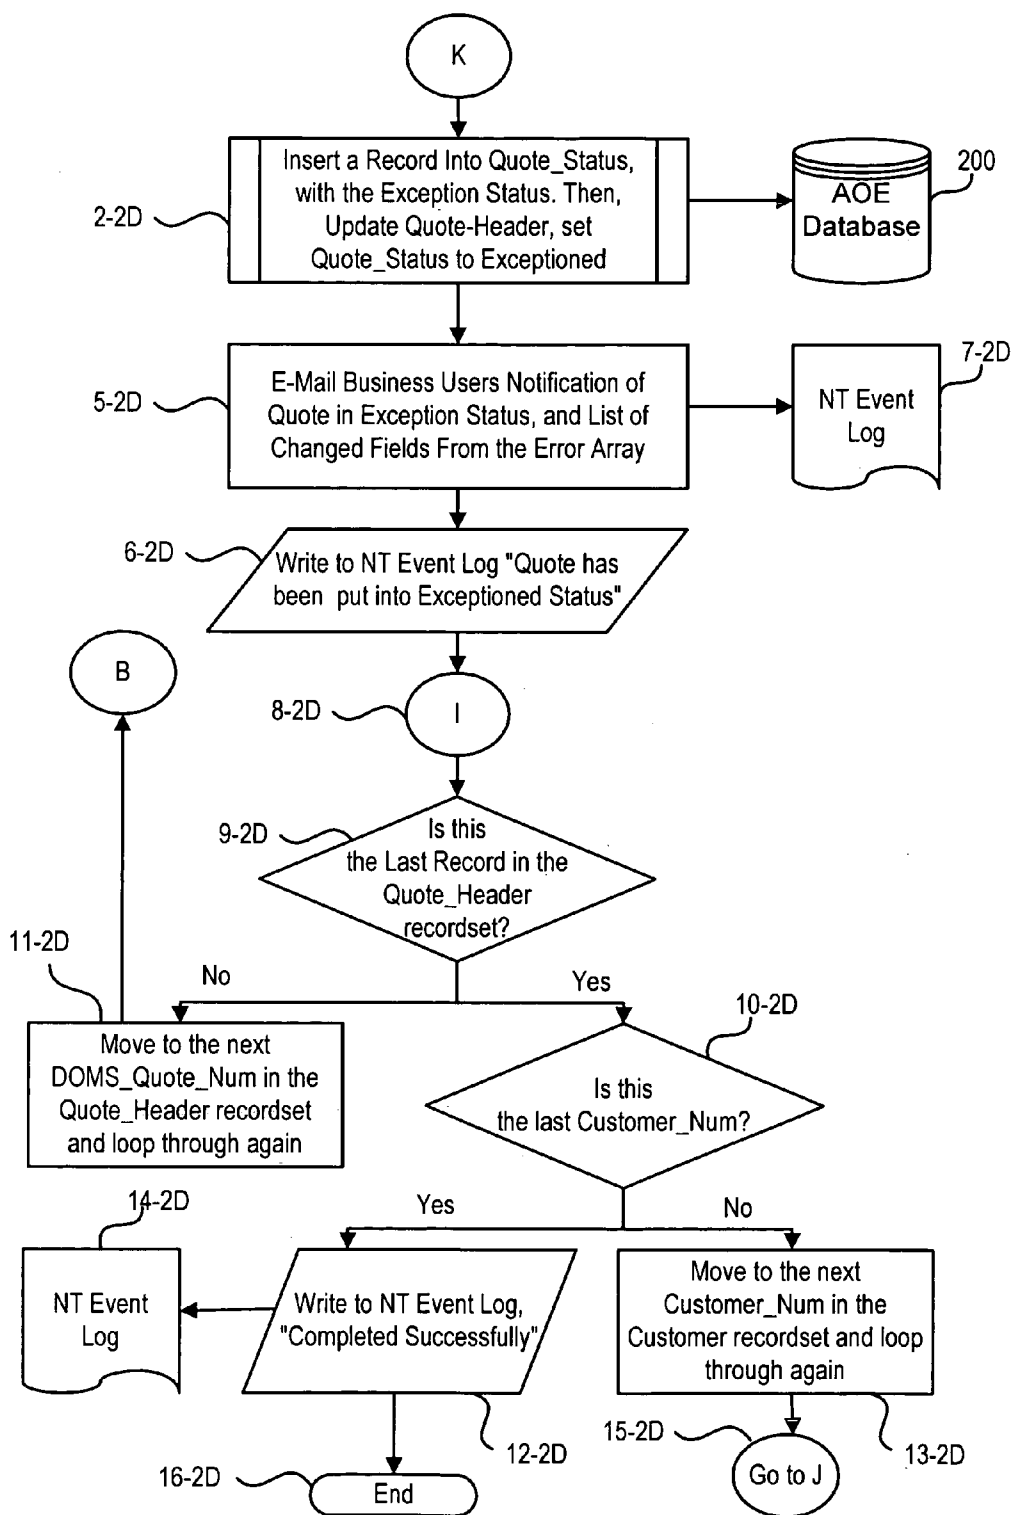 K
Insert a Record Into Quote_Status,
with the Exception Status. Then,
Update Quote-Header, set
Quote_Status to Exceptioned
2-2D
AOE
Database
200
E-Mail Business Users Notification of
Quote in Exception Status, and List of
Changed Fields From the Error Array
5-2D
NT Event
Log
7-2D
6-2D
Write to NT Event Log "Quote has
been put into Exceptioned Status"
B
8-2D
I
9-2D
Is this
the Last Record in the
Quote_Header
recordset?
11-2D
No
Yes
10-2D
Move to the next
DOMS_Quote_Num in the
Quote_Header recordset
and loop through again
Is this
the last Customer_Num?
14-2D
Yes
No
NT Event
Log
Write to NT Event Log,
"Completed Successfully"
Move to the next
Customer_Num in the
Customer recordset and loop
through again
12-2D
15-2D
13-2D
16-2D
End
Go to J